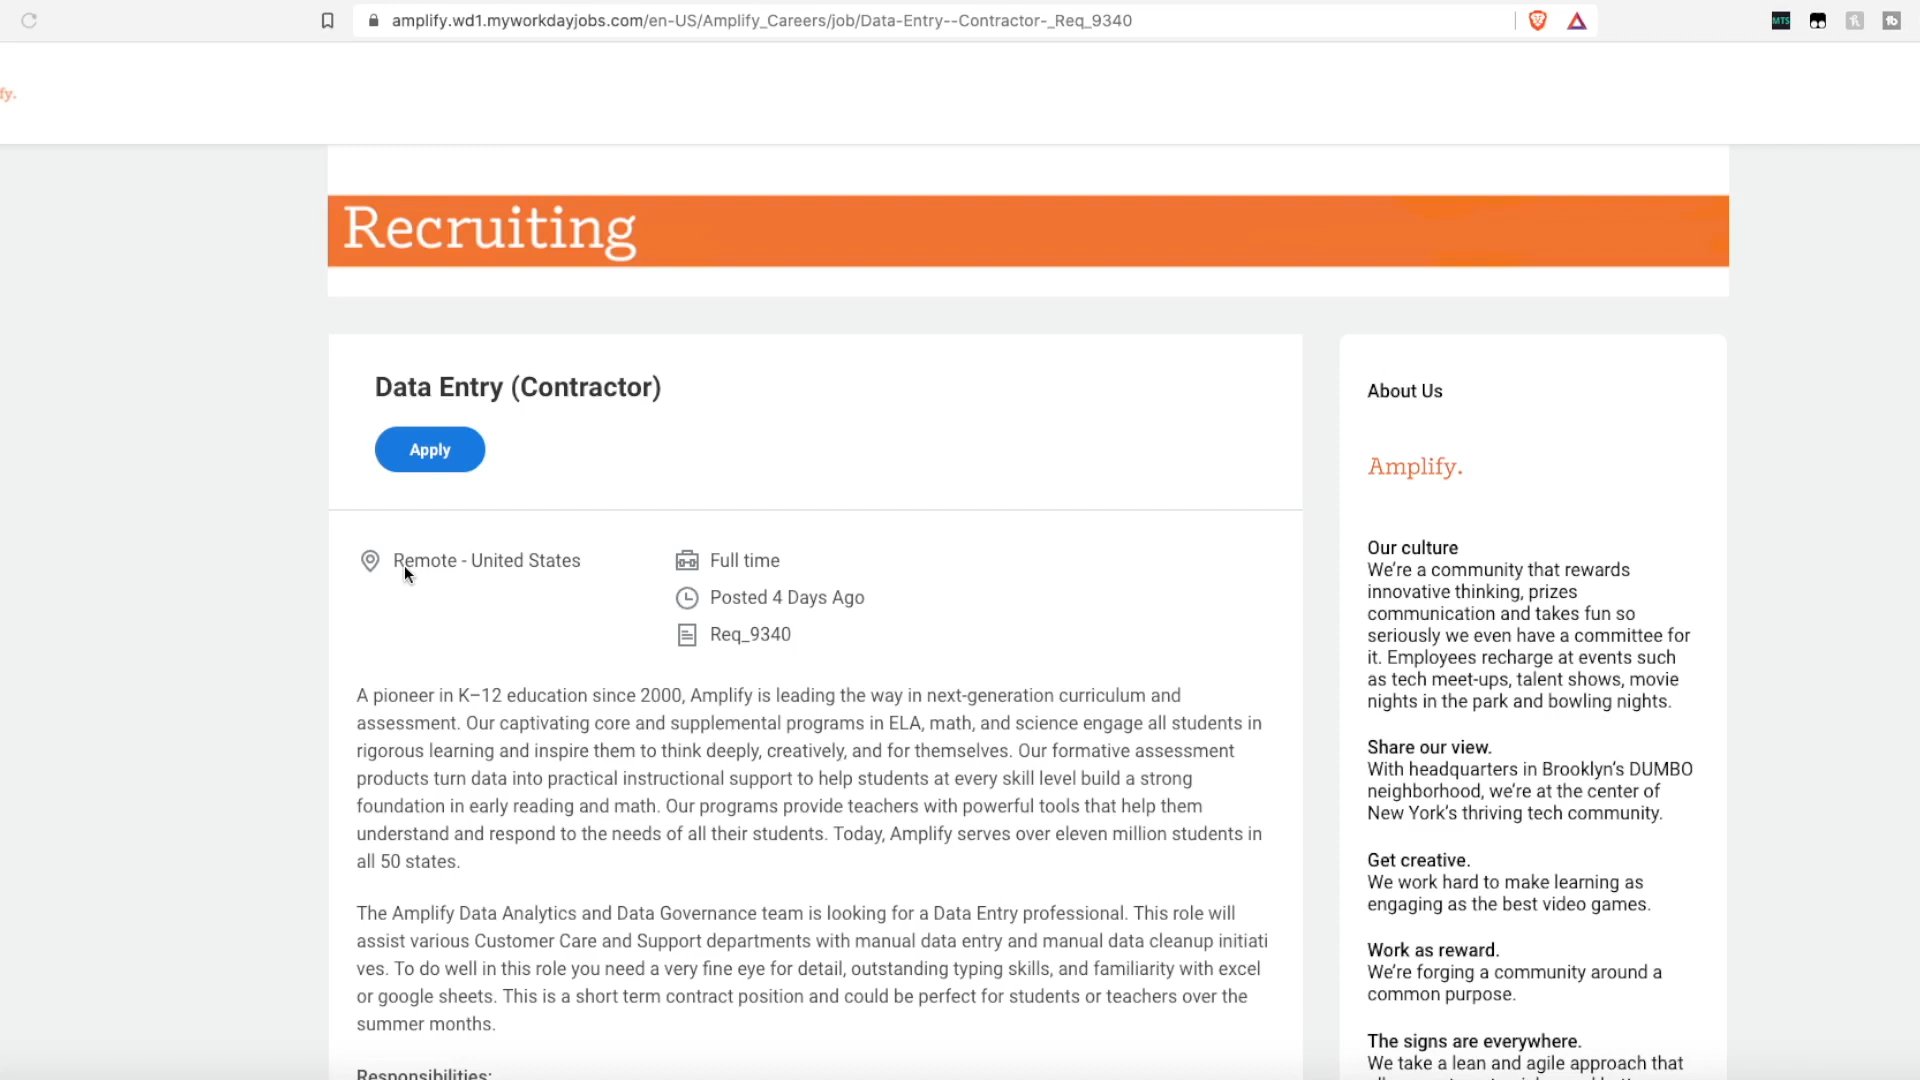 amplify.wd1.myworkdayjobs.com/en-US/Amplify_Careers/job/Data-Entry--Contractor-_Req_9340
MTS
fy.
Recruiting
Data Entry (Contractor)
Apply
Remote - United States
Full time
Posted 4 Days Ago
Req_9340
A pioneer in K–12 education since 2000, Amplify is leading the way in next-generation curriculum and
assessment. Our captivating core and supplemental programs in ELA, math, and science engage all students in
rigorous learning and inspire them to think deeply, creatively, and for themselves. Our formative assessment
products turn data into practical instructional support to help students at every skill level build a strong
foundation in early reading and math. Our programs provide teachers with powerful tools that help them
understand and respond to the needs of all their students. Today, Amplify serves over eleven million students in
all 50 states.
The Amplify Data Analytics and Data Governance team is looking for a Data Entry professional. This role will
assist various Customer Care and Support departments with manual data entry and manual data cleanup initiati
ves. To do well in this role you need a very fine eye for detail, outstanding typing skills, and familiarity with excel
or google sheets. This is a short term contract position and could be perfect for students or teachers over the
summer months.
Responsibilities:
About Us
Amplify.
Our culture
We're a community that rewards
innovative thinking, prizes
communication and takes fun so
seriously we even have a committee for
it. Employees recharge at events such
as tech meet-ups, talent shows, movie
nights in the park and bowling nights.
Share our view.
With headquarters in Brooklyn's DUMBO
neighborhood, we're at the center of
New York's thriving tech community.
Get creative.
We work hard to make learning as
engaging as the best video games.
Work as reward.
We're forging a community around a
common purpose.
The signs are everywhere.
We take a lean and agile approach that